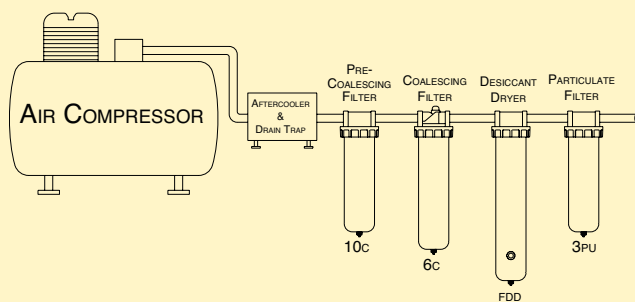 AIR COMPRESSOR
AFTERCOOLER
&
DRAIN TRAP
PRE-
COALESCING
FILTER
10C
COALESCING
FILTER
6C
DESICCANT
DRYER
FDD
PARTICULATE
FILTER
3PU